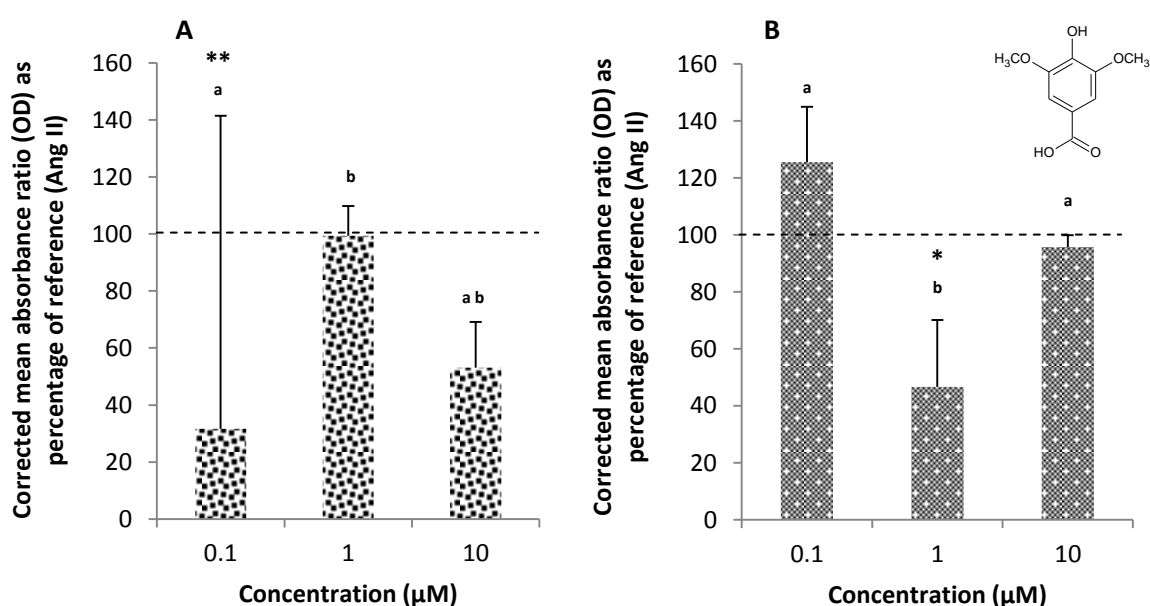 A
Corrected mean absorbance ratio (OD) as
percentage of reference (Ang II)
160
140
120
100
80
60
40
20
0
**
a
b
a b
0.1
1
10
Concentration (µM)
B
Corrected mean absorbance ratio (OD) as
percentage of reference (Ang II)
160
140
120
100
80
60
40
20
0
a
*
b
a
OH
H₃CO
OCH₃
HO
O
0.1
1
10
Concentration (µM)